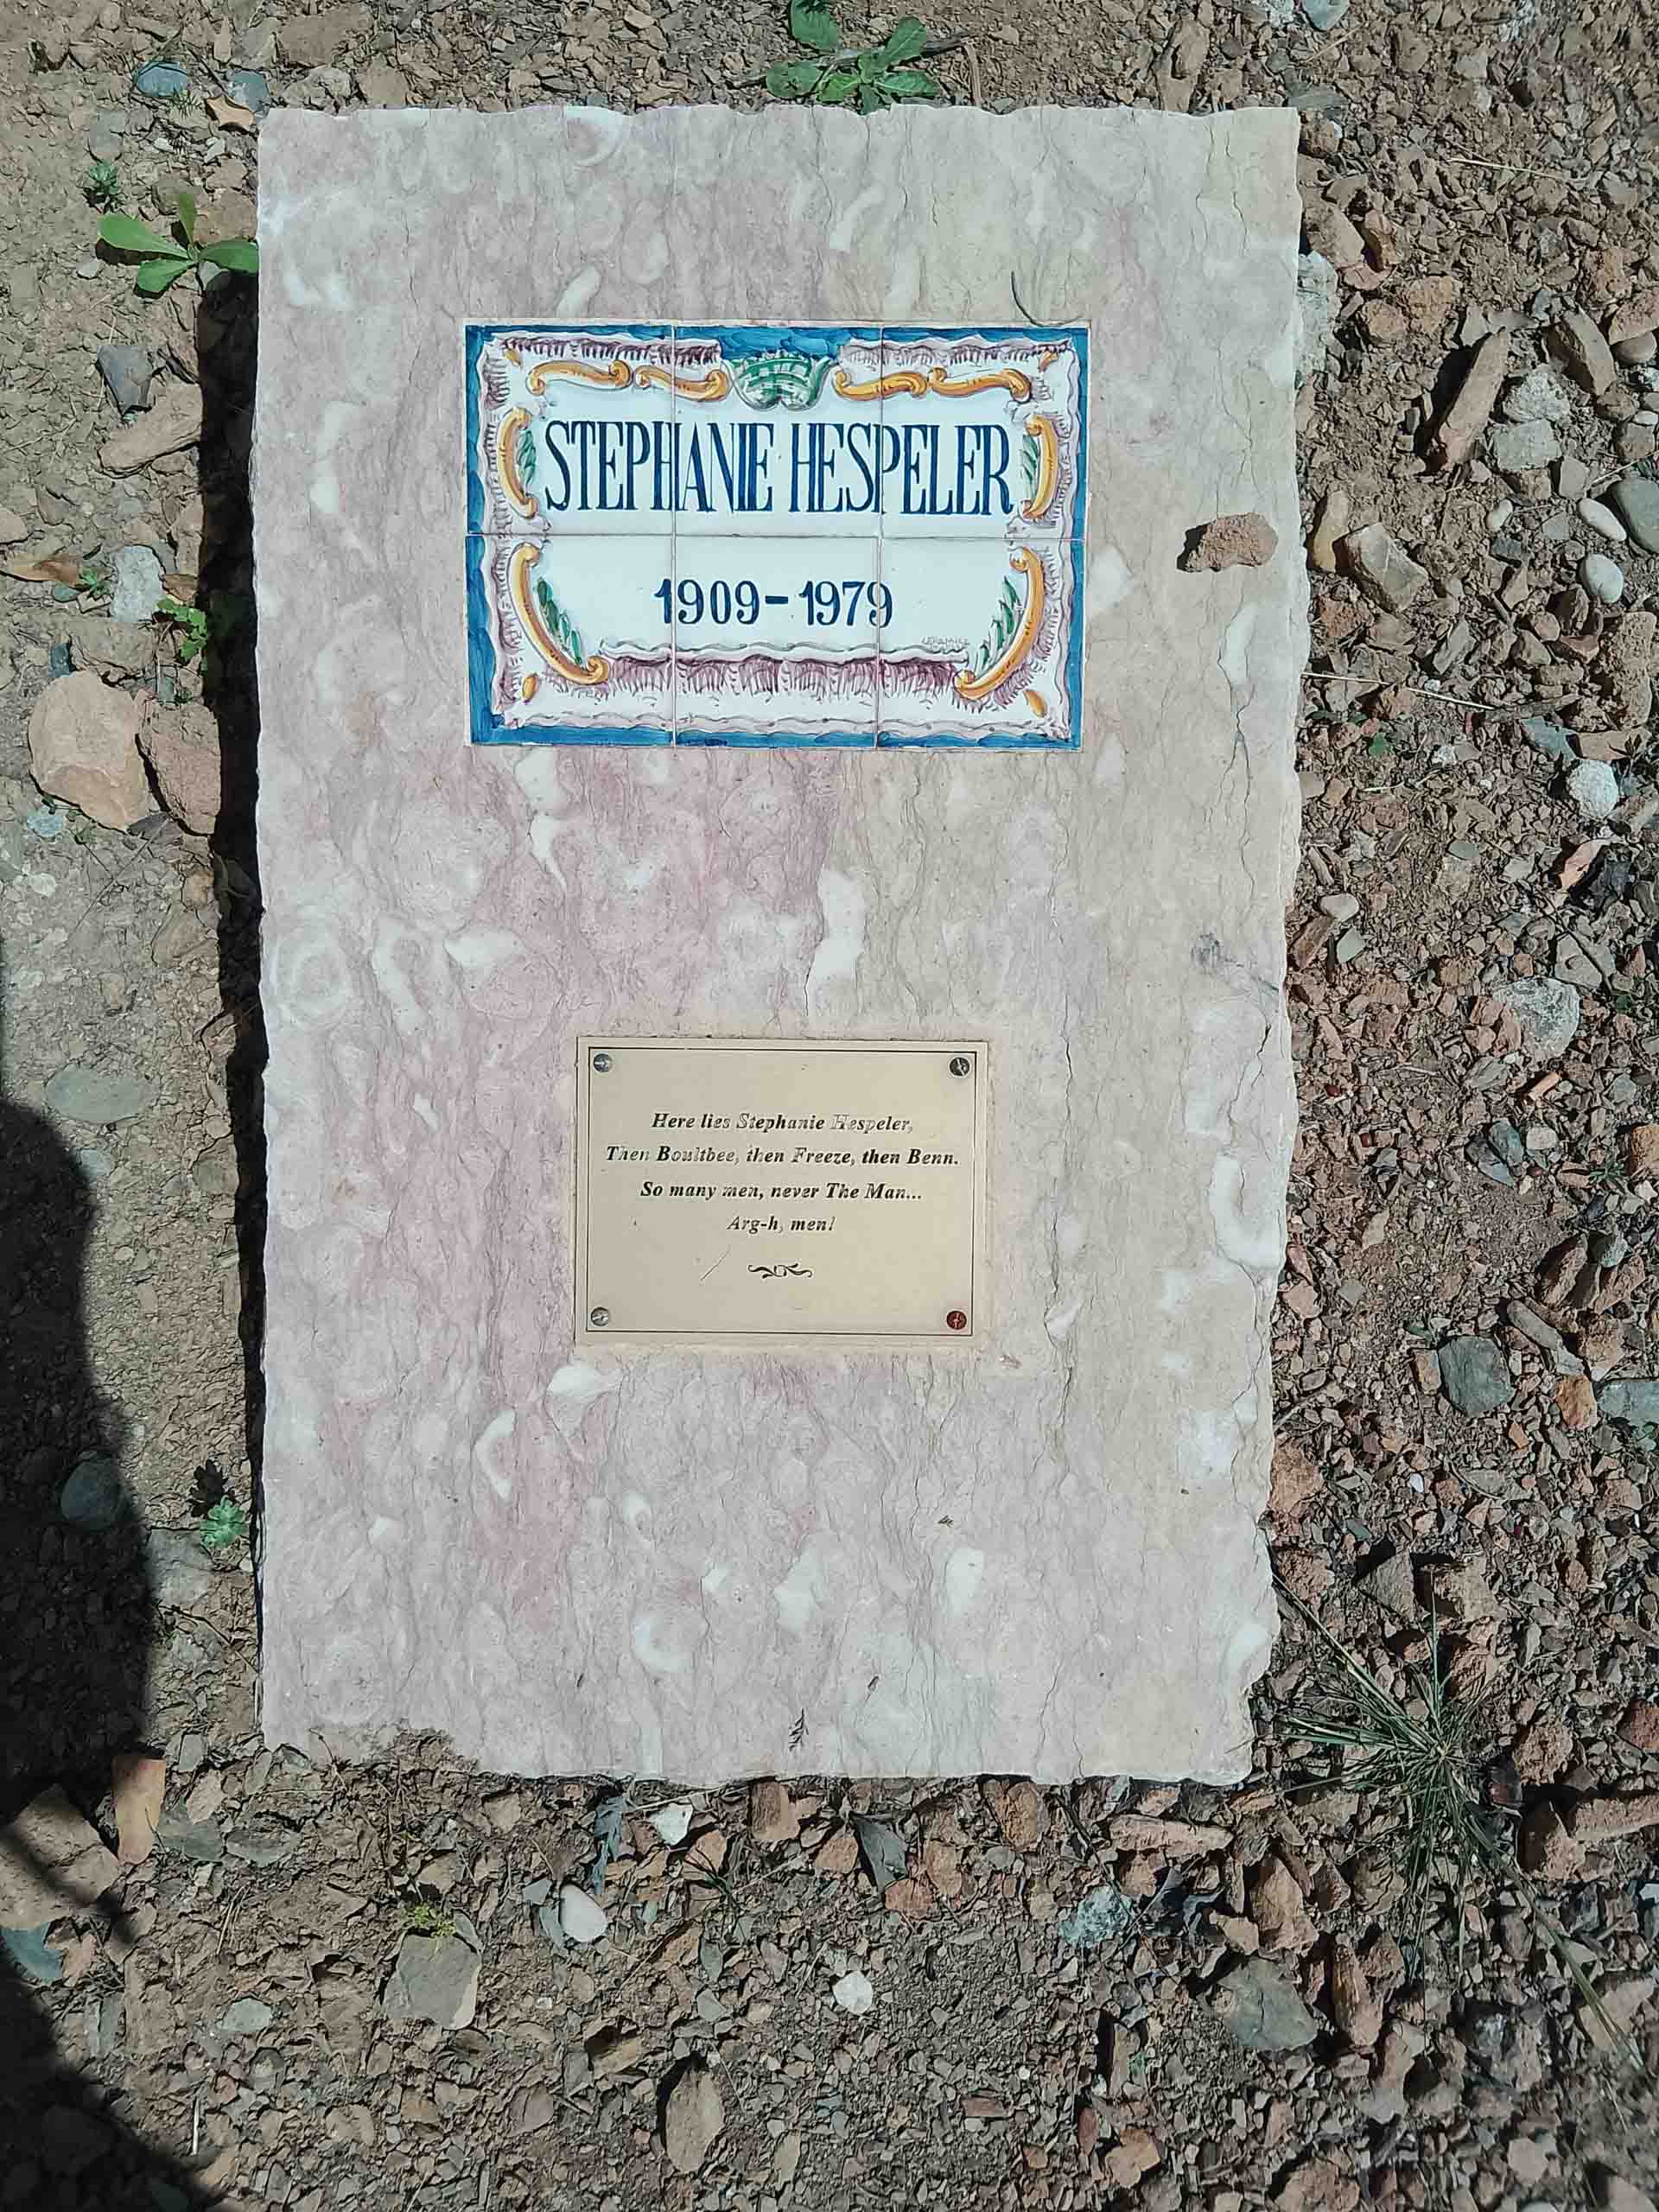 STEPHANIE HESPELER
1909-1979
Here lies Stephanie Hespeler,
Then Boultbee, then Freeze, then Benn.
So many men, never The Man...
Arg-h, men!